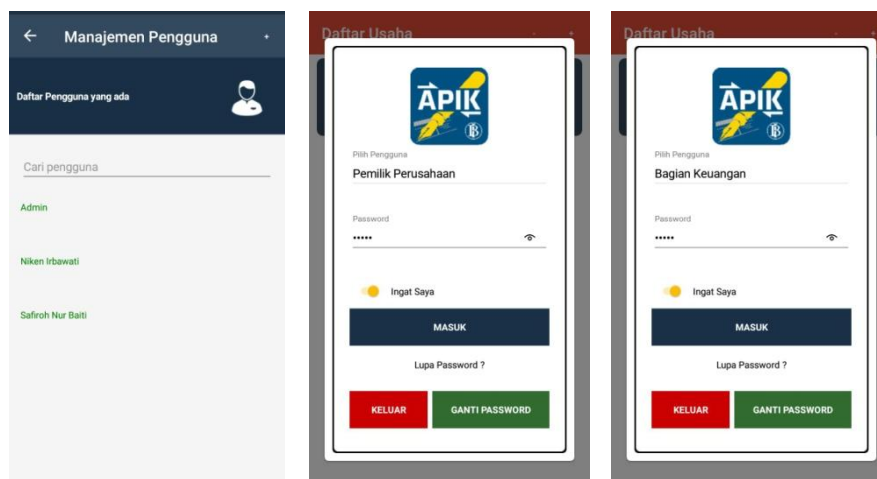 Manajemen Pengguna
Daftar Pengguna yang ada
Cari pengguna
Admin
Niken Irbawati
Safiroh Nur Baiti
Daftar Usaha
APIK
Pilih Pengguna
Pemilik Perusahaan
Password
•••••
Ingat Saya
MASUK
Lupa Password ?
KELUAR
GANTI PASSWORD
Daftar Usaha
APIK
Pilih Pengguna
Bagian Keuangan
Password
•••••
Ingat Saya
MASUK
Lupa Password ?
KELUAR
GANTI PASSWORD